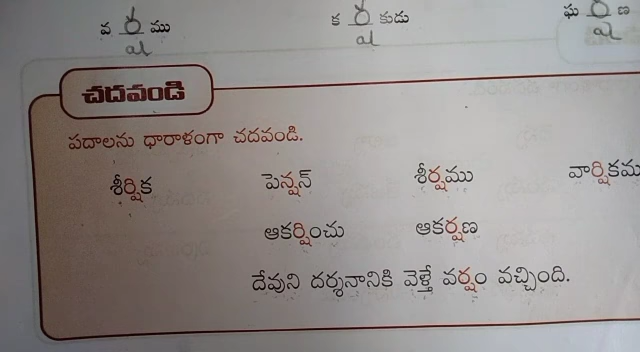 వ ర్ష ము క ర్ష కుడు ఘ ర్ష ణ
చదవండి
పదాలను ధారాళంగా చదవండి.
శీర్షిక పెన్షన్ శీర్షము
ఆకర్షించు ఆకర్షణ
దేవుని దర్శనానికి వెళ్తే వర్షం వచ్చింది.